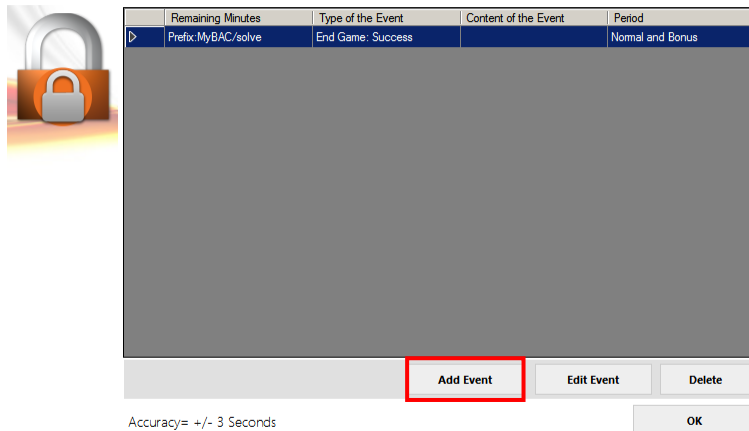 Remaining Minutes Type of the Event Content of the Event Period
Prefix:MyBAC/solve End Game: Success Normal and Bonus
Add Event Edit Event Delete
Accuracy= +/- 3 Seconds OK